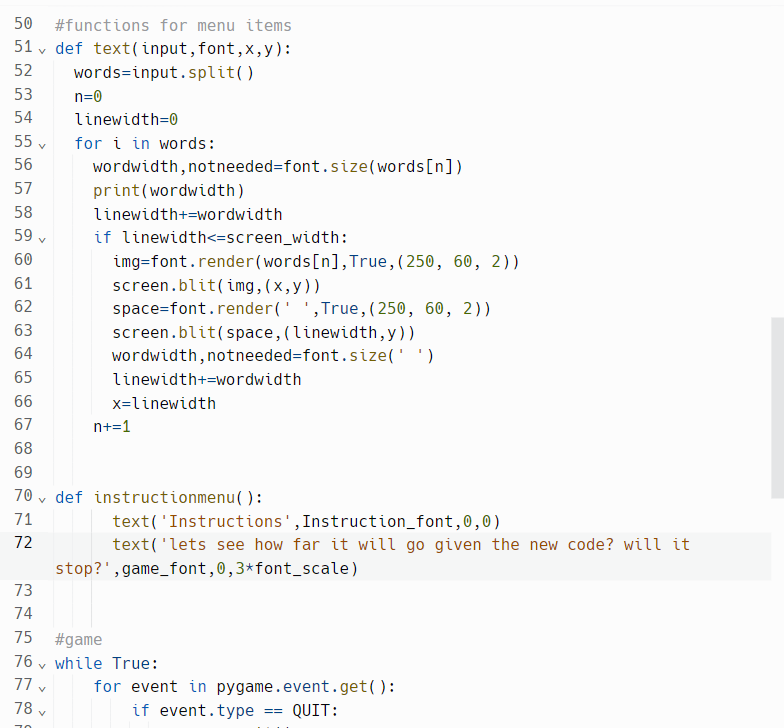 50 #functions for menu items
51 def text(input,font,x,y):
52 words=input.split()
53 n=0
54 linewidth=0
55 for i in words:
56 wordwidth,notneeded=font.size(words[n])
57 print(wordwidth)
58 linewidth+=wordwidth
59 if linewidth<=screen_width:
60 img=font.render(words[n],True,(250, 60, 2))
61 screen.blit(img,(x,y))
62 space=font.render(' ',True,(250, 60, 2))
63 screen.blit(space,(linewidth,y))
64 wordwidth,notneeded=font.size(' ')
65 linewidth+=wordwidth
66 x=linewidth
67 n+=1
68
69
70 def instructionmenu():
71 text('Instructions',Instruction_font,0,0)
72 text('lets see how far it will go given the new code? will it
stop?',game_font,0,3*font_scale)
73
74
75 #game
76 while True:
77 for event in pygame.event.get():
78 if event.type == QUIT: